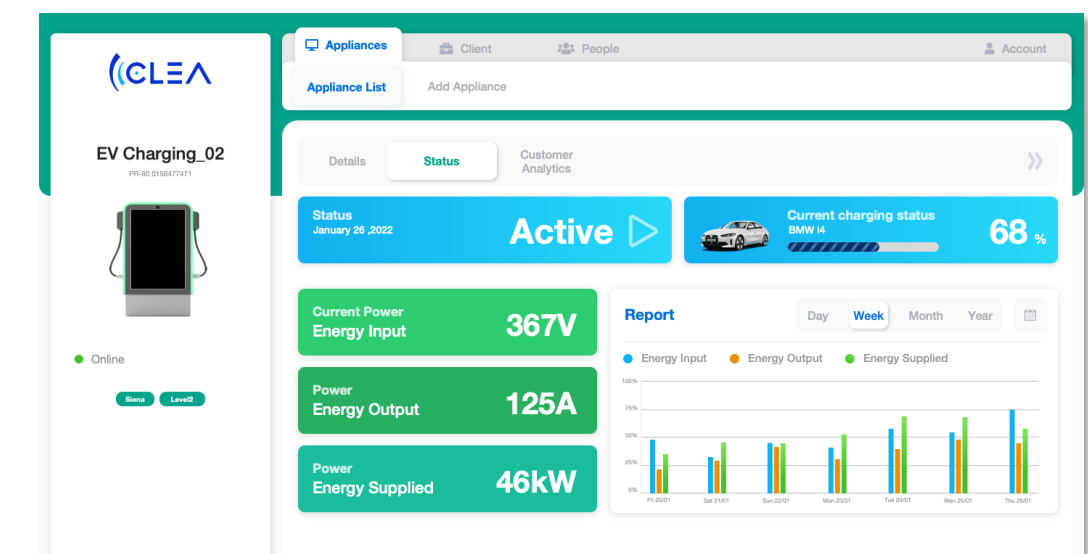 CLEA
EV Charging_02
PR-60 0156477471
Online
Siena Level2
Appliances Client People Account
Appliance List Add Appliance
Details Status Customer
Analytics
Status
January 26 ,2022
Active
Current charging status
BMW i4
68 %
Current Power
Energy Input
367V
Power
Energy Output
125A
Power
Energy Supplied
46kW
Report Day Week Month Year
Energy Input Energy Output Energy Supplied
100%
75%
50%
25%
0%
Fri 20/01 Sat 21/01 Sun 22/01 Mon 23/01 Tue 24/01 Wen 25/01 Thu 26/01